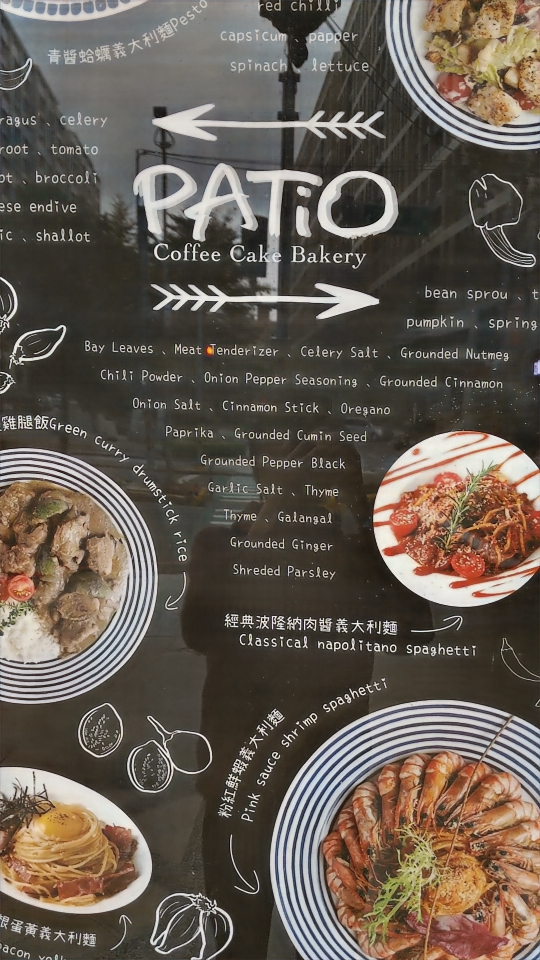 red chilli
青醬蛤蠣義大利麵Pesto
capsicum、papper
spinach、lettuce
ragus、celery
root、tomato
ot、broccoli
ese endive
ic、shallot
PATiO
Coffee Cake Bakery
bean sprou、t
pumpkin、spring
Bay Leaves、Meat Tenderizer、Celery Salt、Grounded Nutmeg
Chili Powder、Onion Pepper Seasoning、Grounded Cinnamon
Onion Salt、Cinnamon Stick、Oregano
Paprika、Grounded Cumin Seed
Grounded Pepper Black
Garlic Salt、Thyme
Thyme、Galangal
Grounded Ginger
Shreded Parsley
雞腿飯Green curry drumstick rice
經典波隆納肉醬義大利麵
Classical napolitano spaghetti
粉紅鮮蝦義大利麵
Pink sauce shrimp spaghetti
根蛋黃義大利麵
bacon yolk